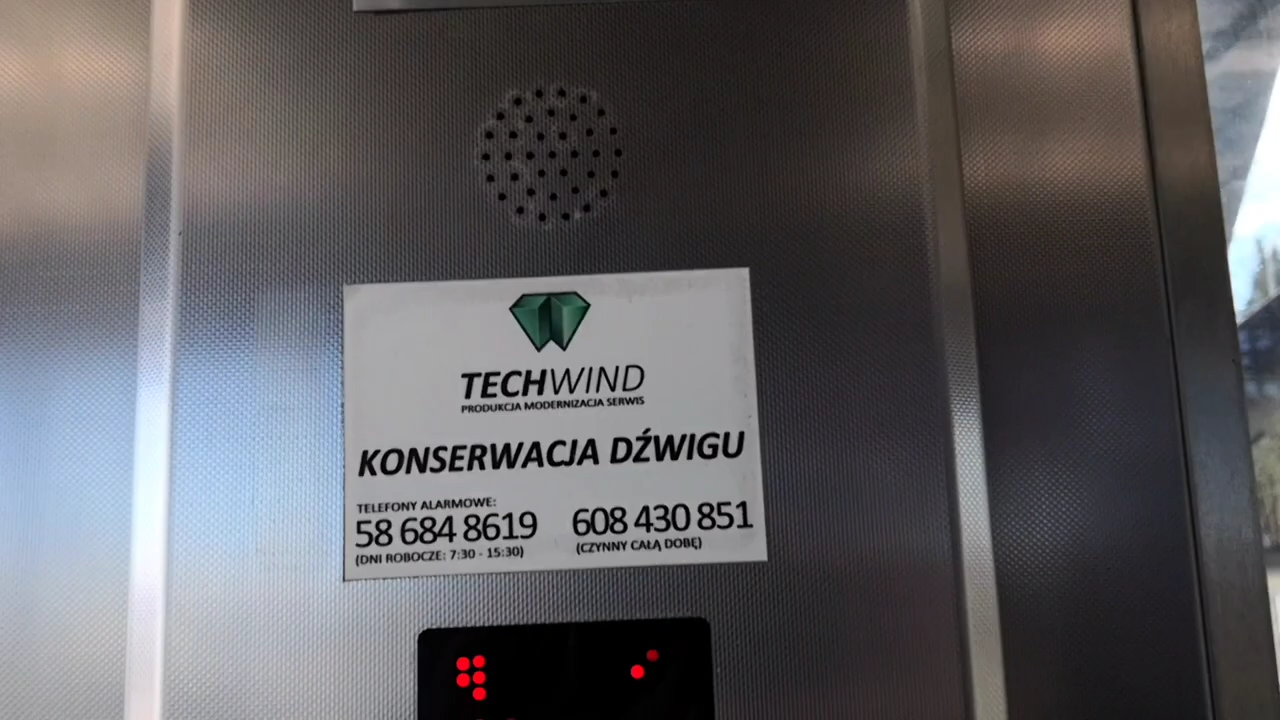 TECHWIND
PRODUKCJA MODERNIZACJA SERWIS
KONSERWACJA DŹWIGU
TELEFONY ALARMOWE:
58 684 8619 608 430 851
(DNI ROBOCZE: 7:30 - 15:30) (CZYNNY CAŁĄ DOBĘ)